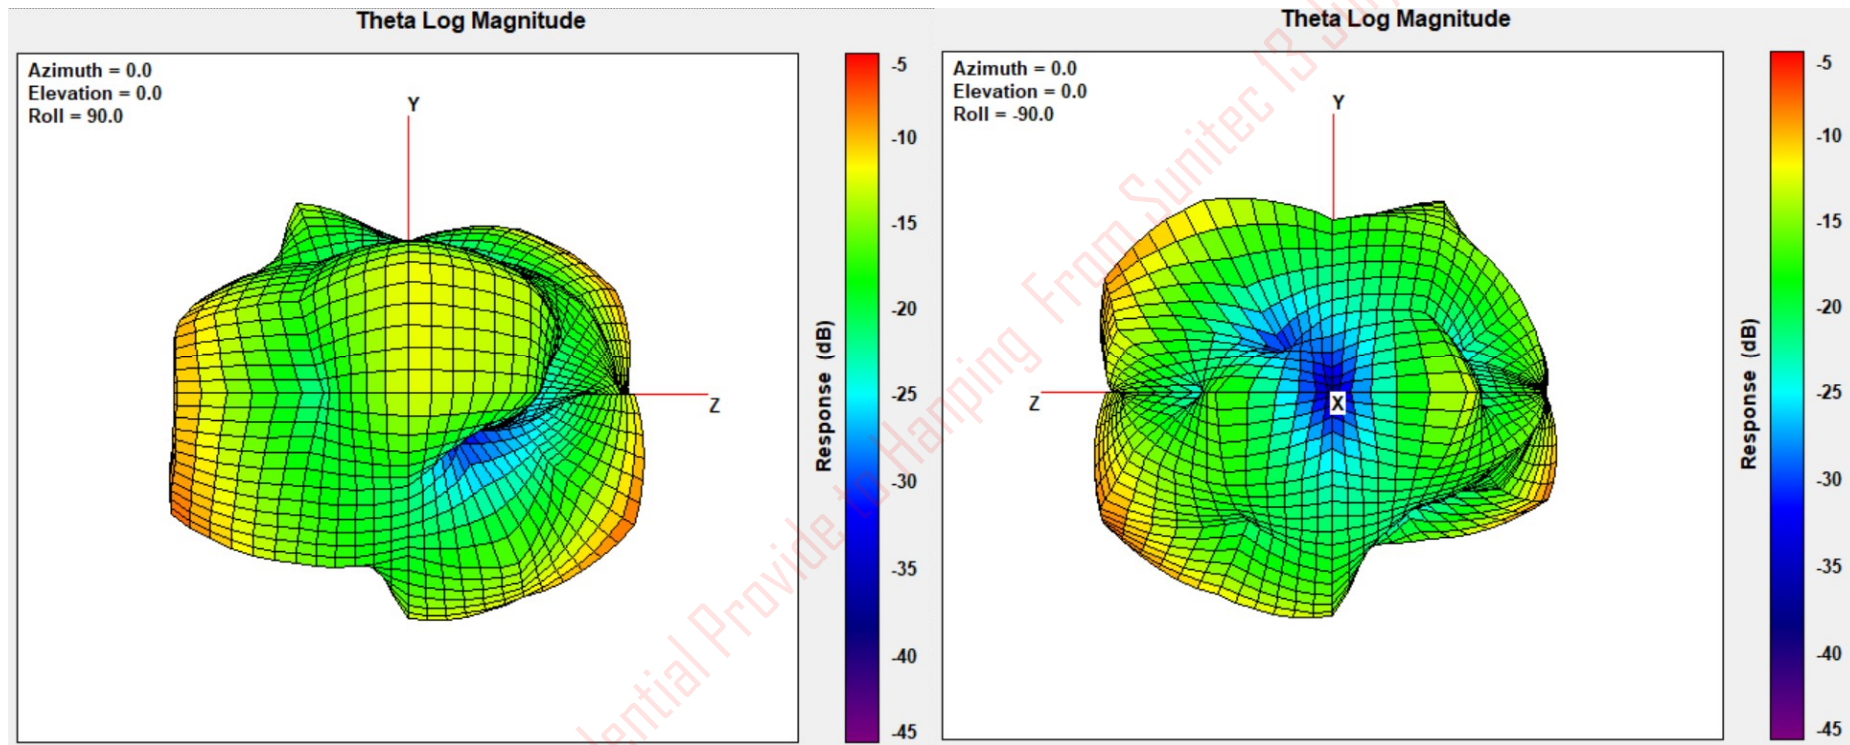 Theta Log Magnitude
Azimuth = 0.0
Elevation = 0.0
Roll = 90.0
Y
Z
-5
-10
-15
-20
-25
-30
-35
-40
-45
Response (dB)
Theta Log Magnitude
Azimuth = 0.0
Elevation = 0.0
Roll = -90.0
Y
Z
X
-5
-10
-15
-20
-25
-30
-35
-40
-45
Response (dB)
Provide to Hanping From Sunitec